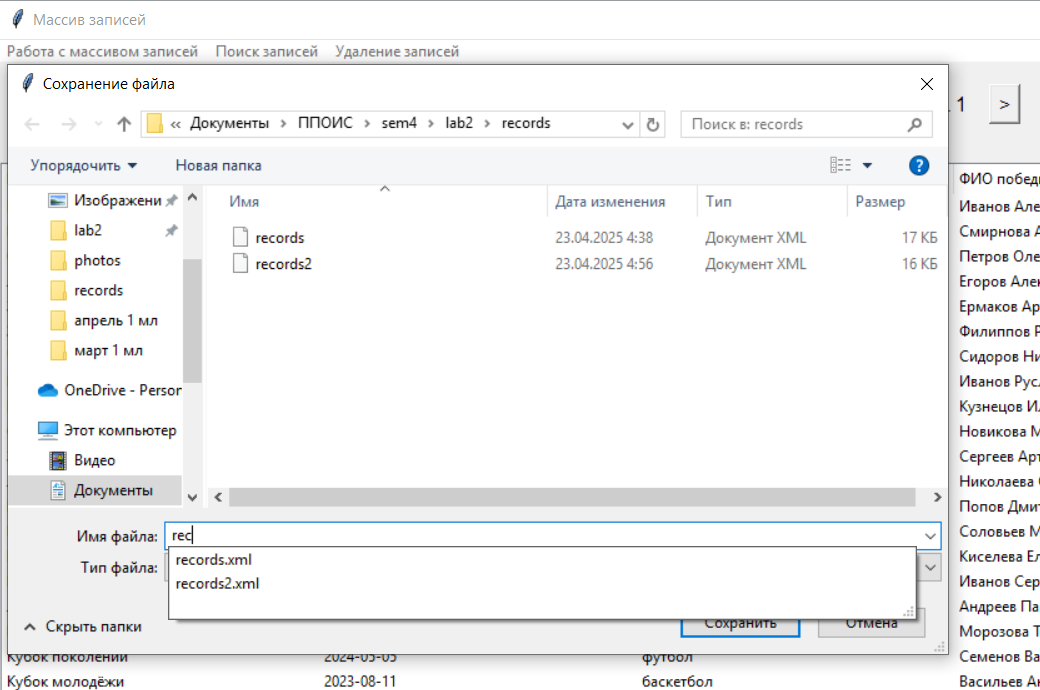 Массив записей
Работа с массивом записей Поиск записей Удаление записей
Сохранение файла
« Документы > ППОИС > sem4 > lab2 > records
Поиск в: records
1 >
Упорядочить Новая папка
?
Изображени
lab2
photos
records
апрель 1 мл
март 1 мл
OneDrive - Person
Этот компьютер
Видео
Документы
Имя Дата изменения Тип Размер
records 23.04.2025 4:38 Документ XML 17 КБ
records2 23.04.2025 4:56 Документ XML 16 КБ
Имя файла: rec
records.xml
records2.xml
Тип файла:
Скрыть папки
Сохранить Отмена
ФИО победи
Иванов Але
Смирнова А
Петров Оле
Егоров Алек
Ермаков Ар
Филиппов Р
Сидоров Ни
Иванов Русл
Кузнецов Ил
Новикова М
Сергеев Арт
Николаева
Попов Дмит
Соловьев М
Киселева Ел
Иванов Сер
Андреев Па
Морозова Т
Семенов Ва
Васильев Ан
Кубок поколений 2024-05-05 футбол
Кубок молодёжи 2023-08-11 баскетбол